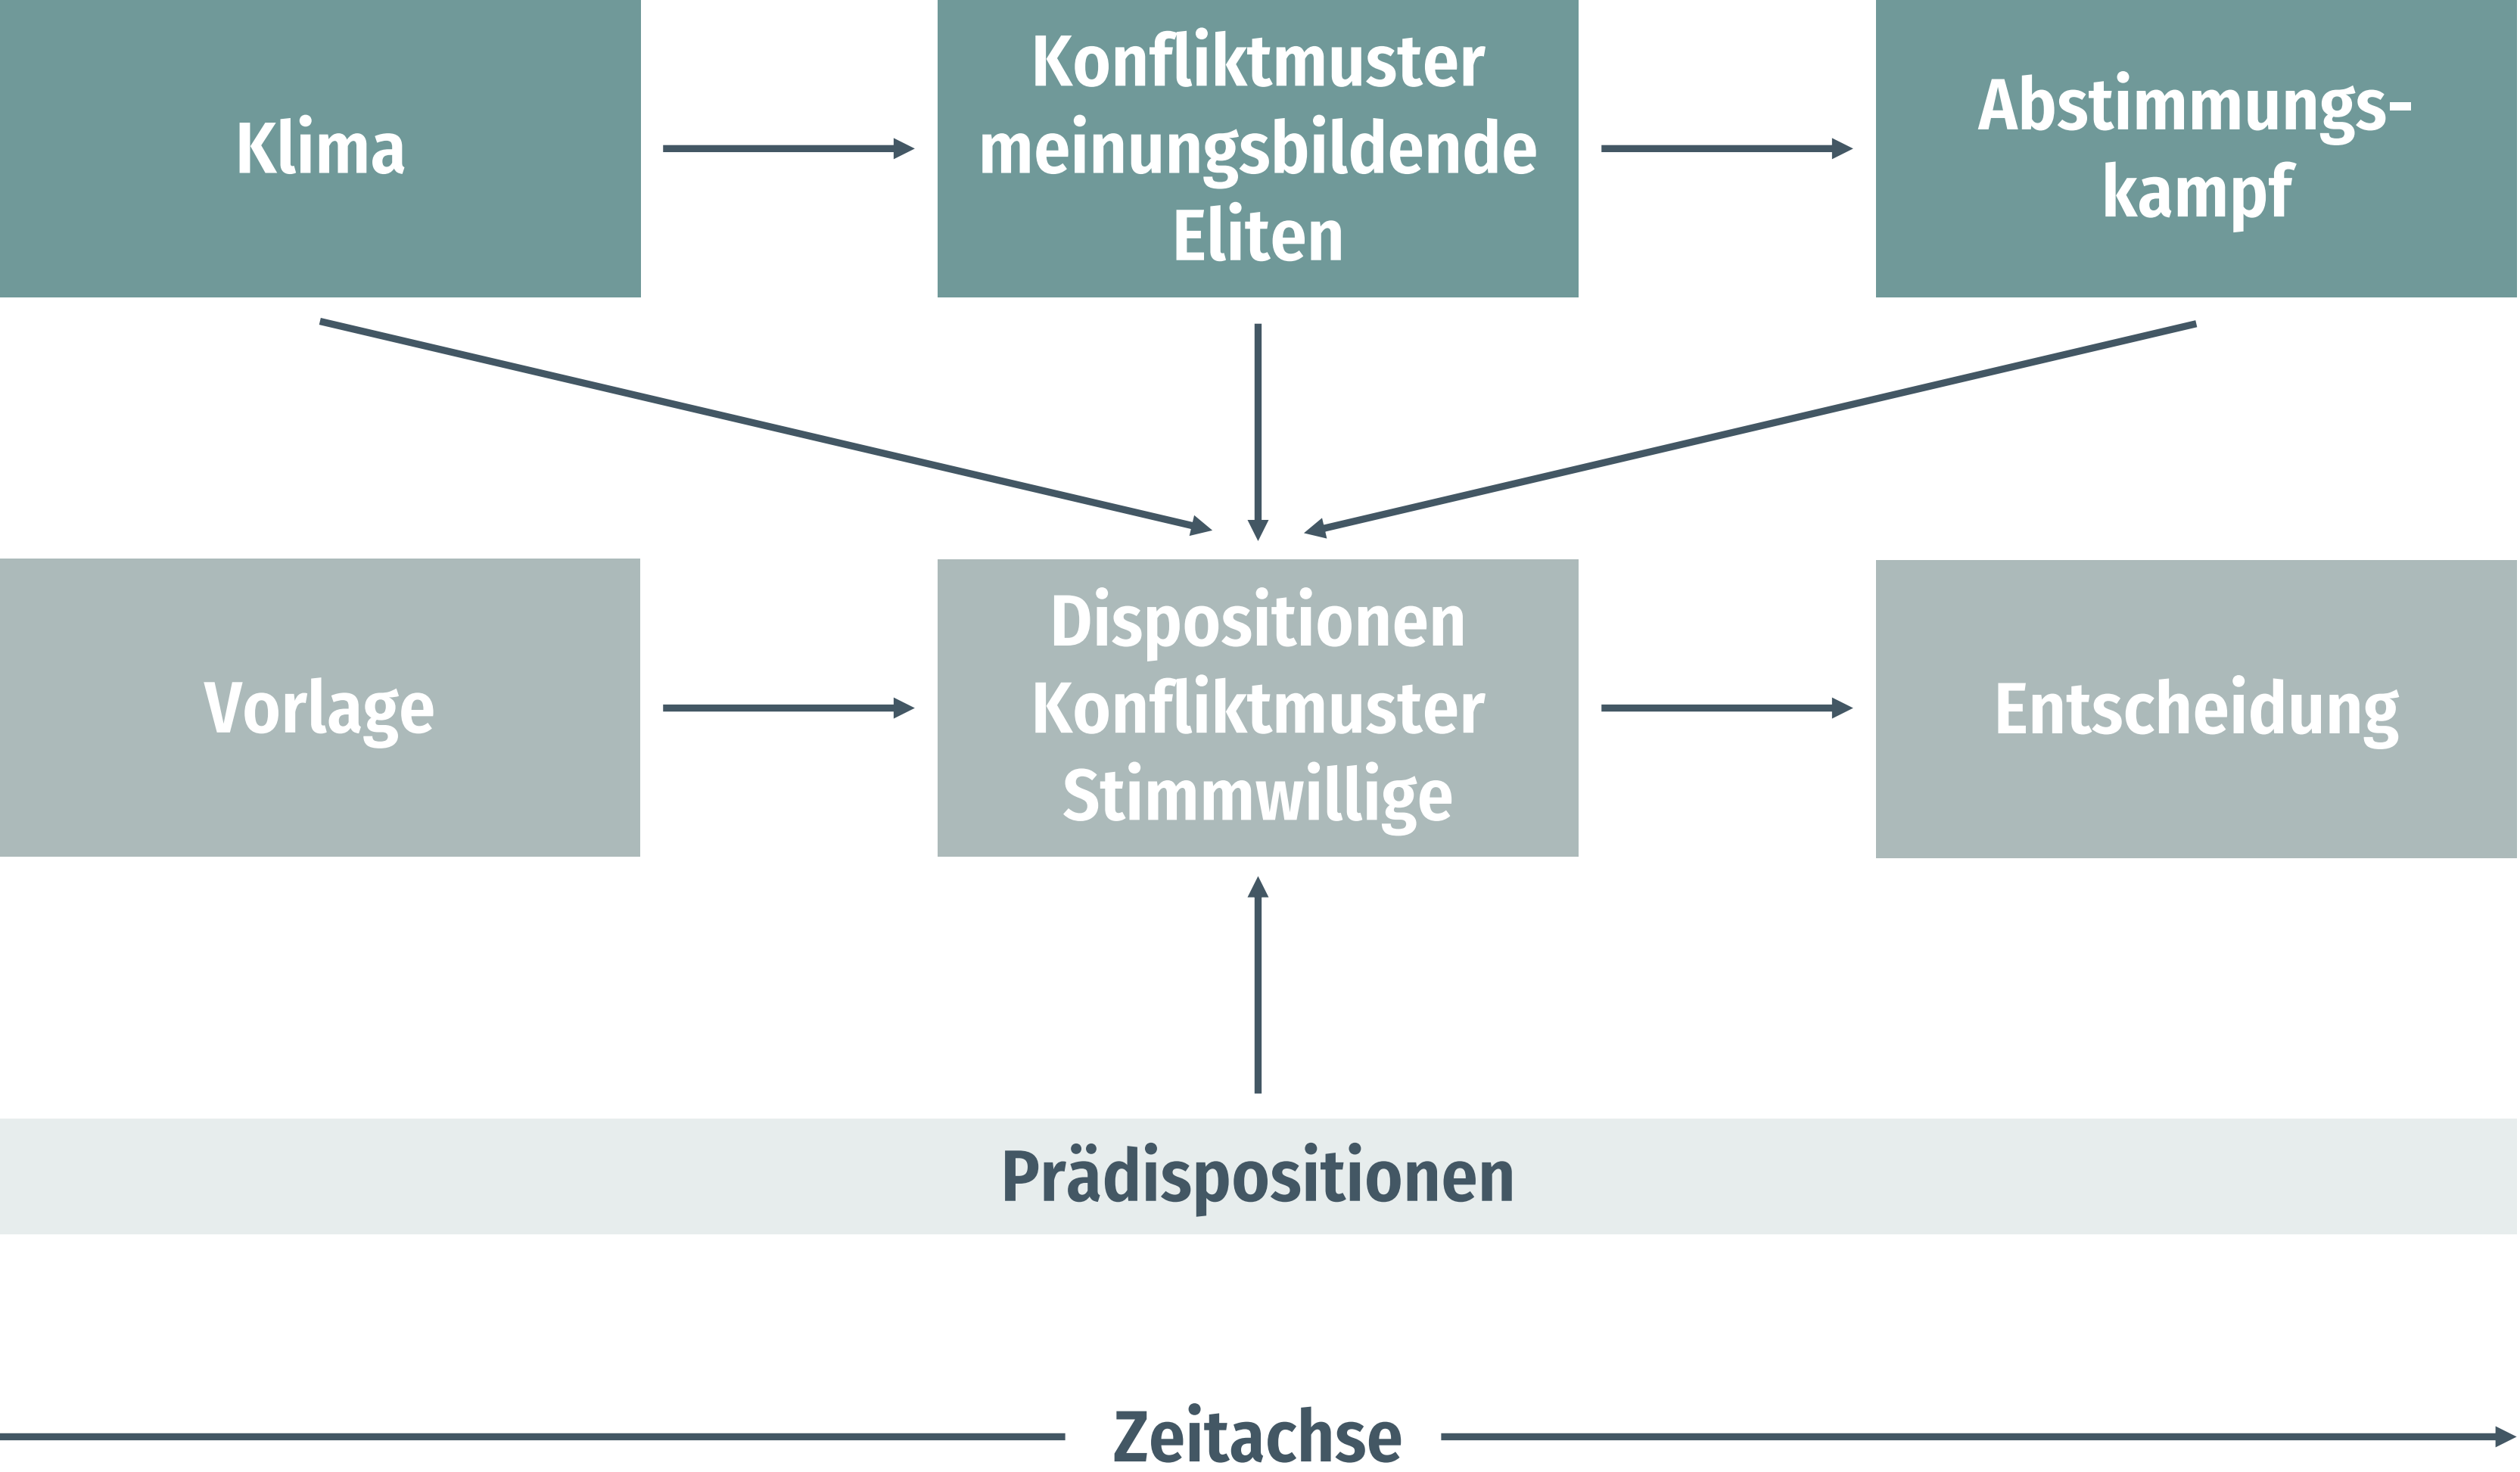 Klima
Konfliktmuster
meinungsbildende
Eliten
Abstimmungs-
kampf
Vorlage
Dispositionen
Konfliktmuster
Stimmwillige
Entscheidung
Prädispositionen
Zeitachse